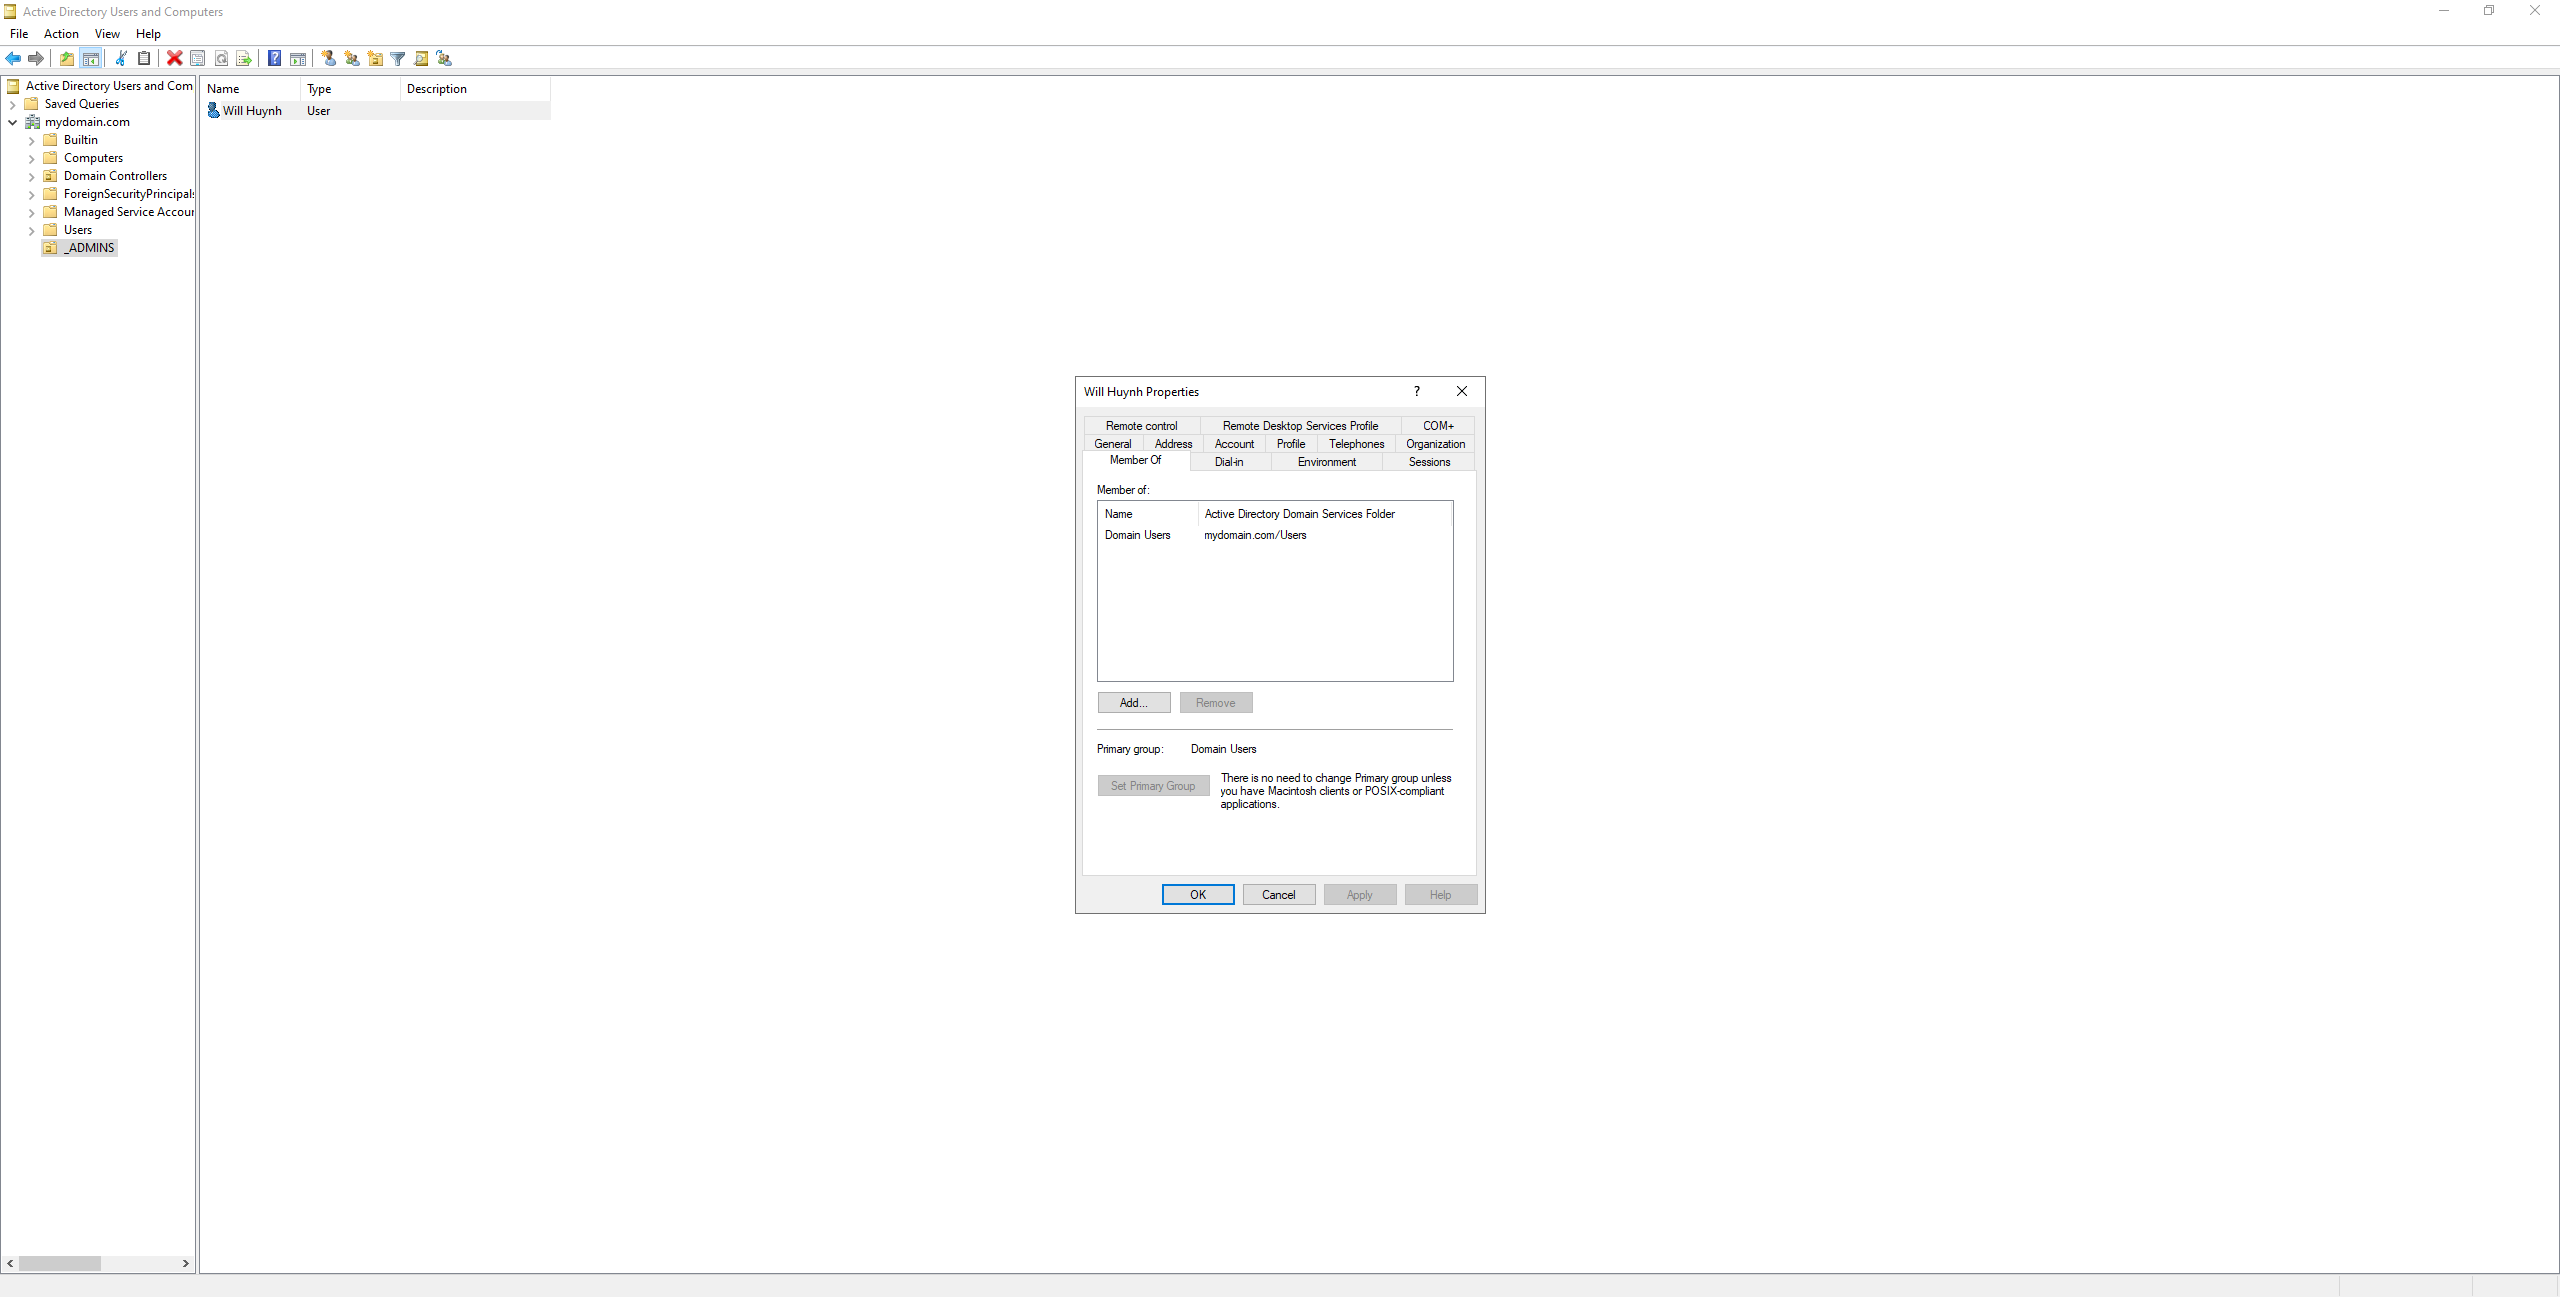 Active Directory Users and Computers
File Action View Help
Active Directory Users and Com
Saved Queries
mydomain.com
Builtin
Computers
Domain Controllers
ForeignSecurityPrincipals
Managed Service Accour
Users
_ADMINS
Name Type Description
Will Huynh User
Will Huynh Properties
Remote control Remote Desktop Services Profile COM+
General Address Account Profile Telephones Organization
Member Of Dial-in Environment Sessions
Member of:
Name Active Directory Domain Services Folder
Domain Users mydomain.com/Users
Add... Remove
Primary group: Domain Users
Set Primary Group
There is no need to change Primary group unless
you have Macintosh clients or POSIX-compliant
applications.
OK Cancel Apply Help